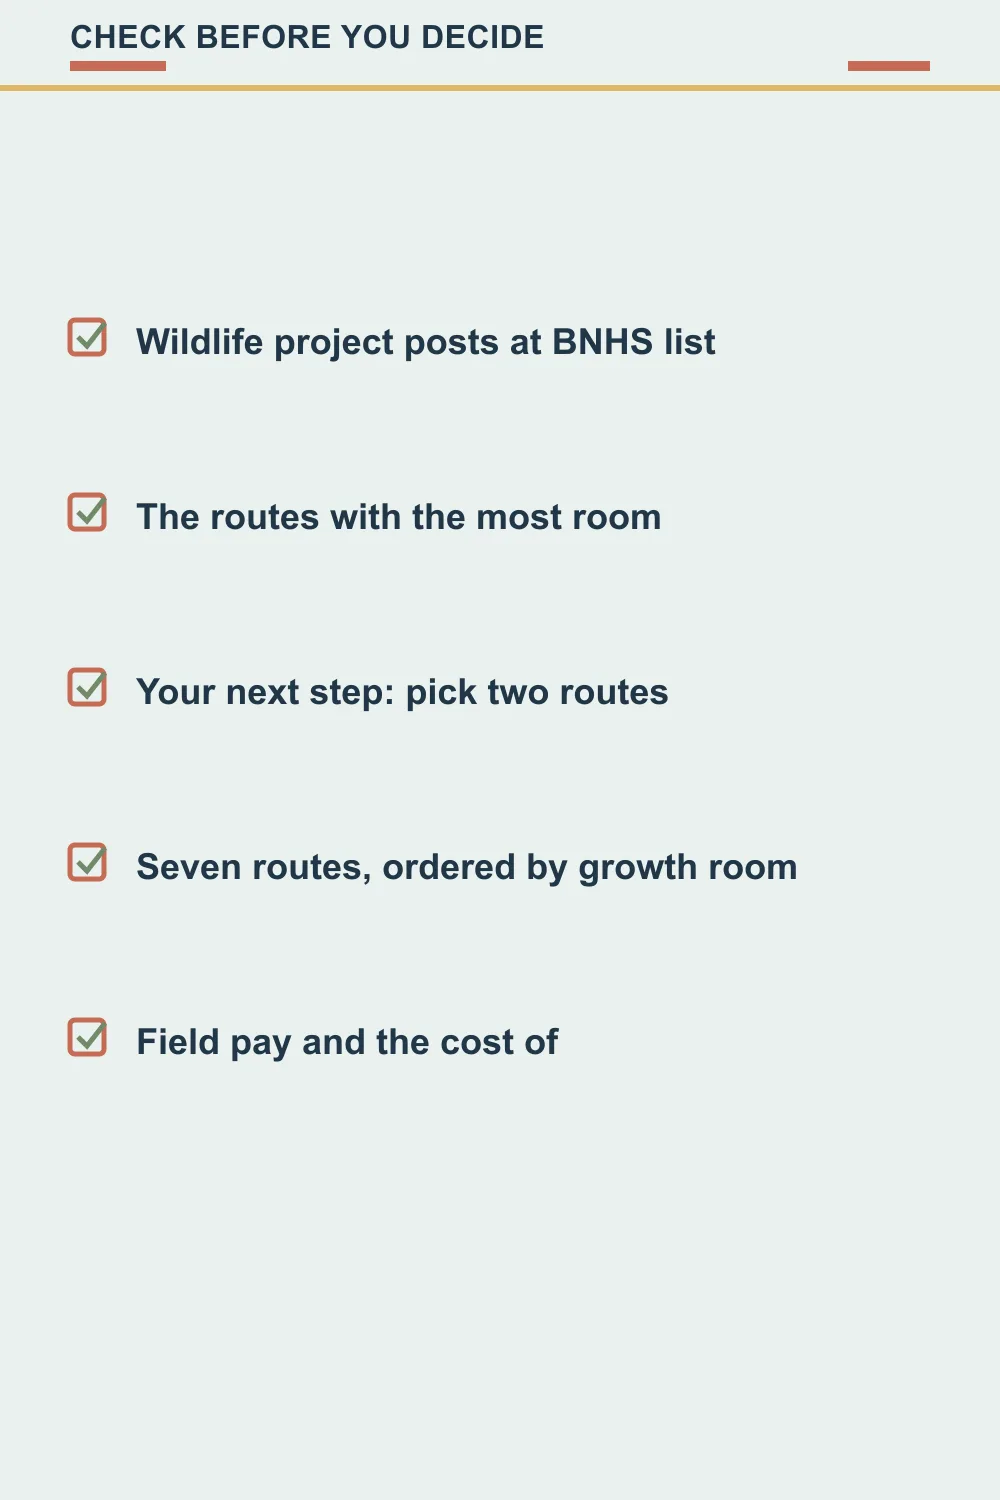 CHECK BEFORE YOU DECIDE
Wildlife project posts at BNHS list
The routes with the most room
Your next step: pick two routes
Seven routes, ordered by growth room
Field pay and the cost of